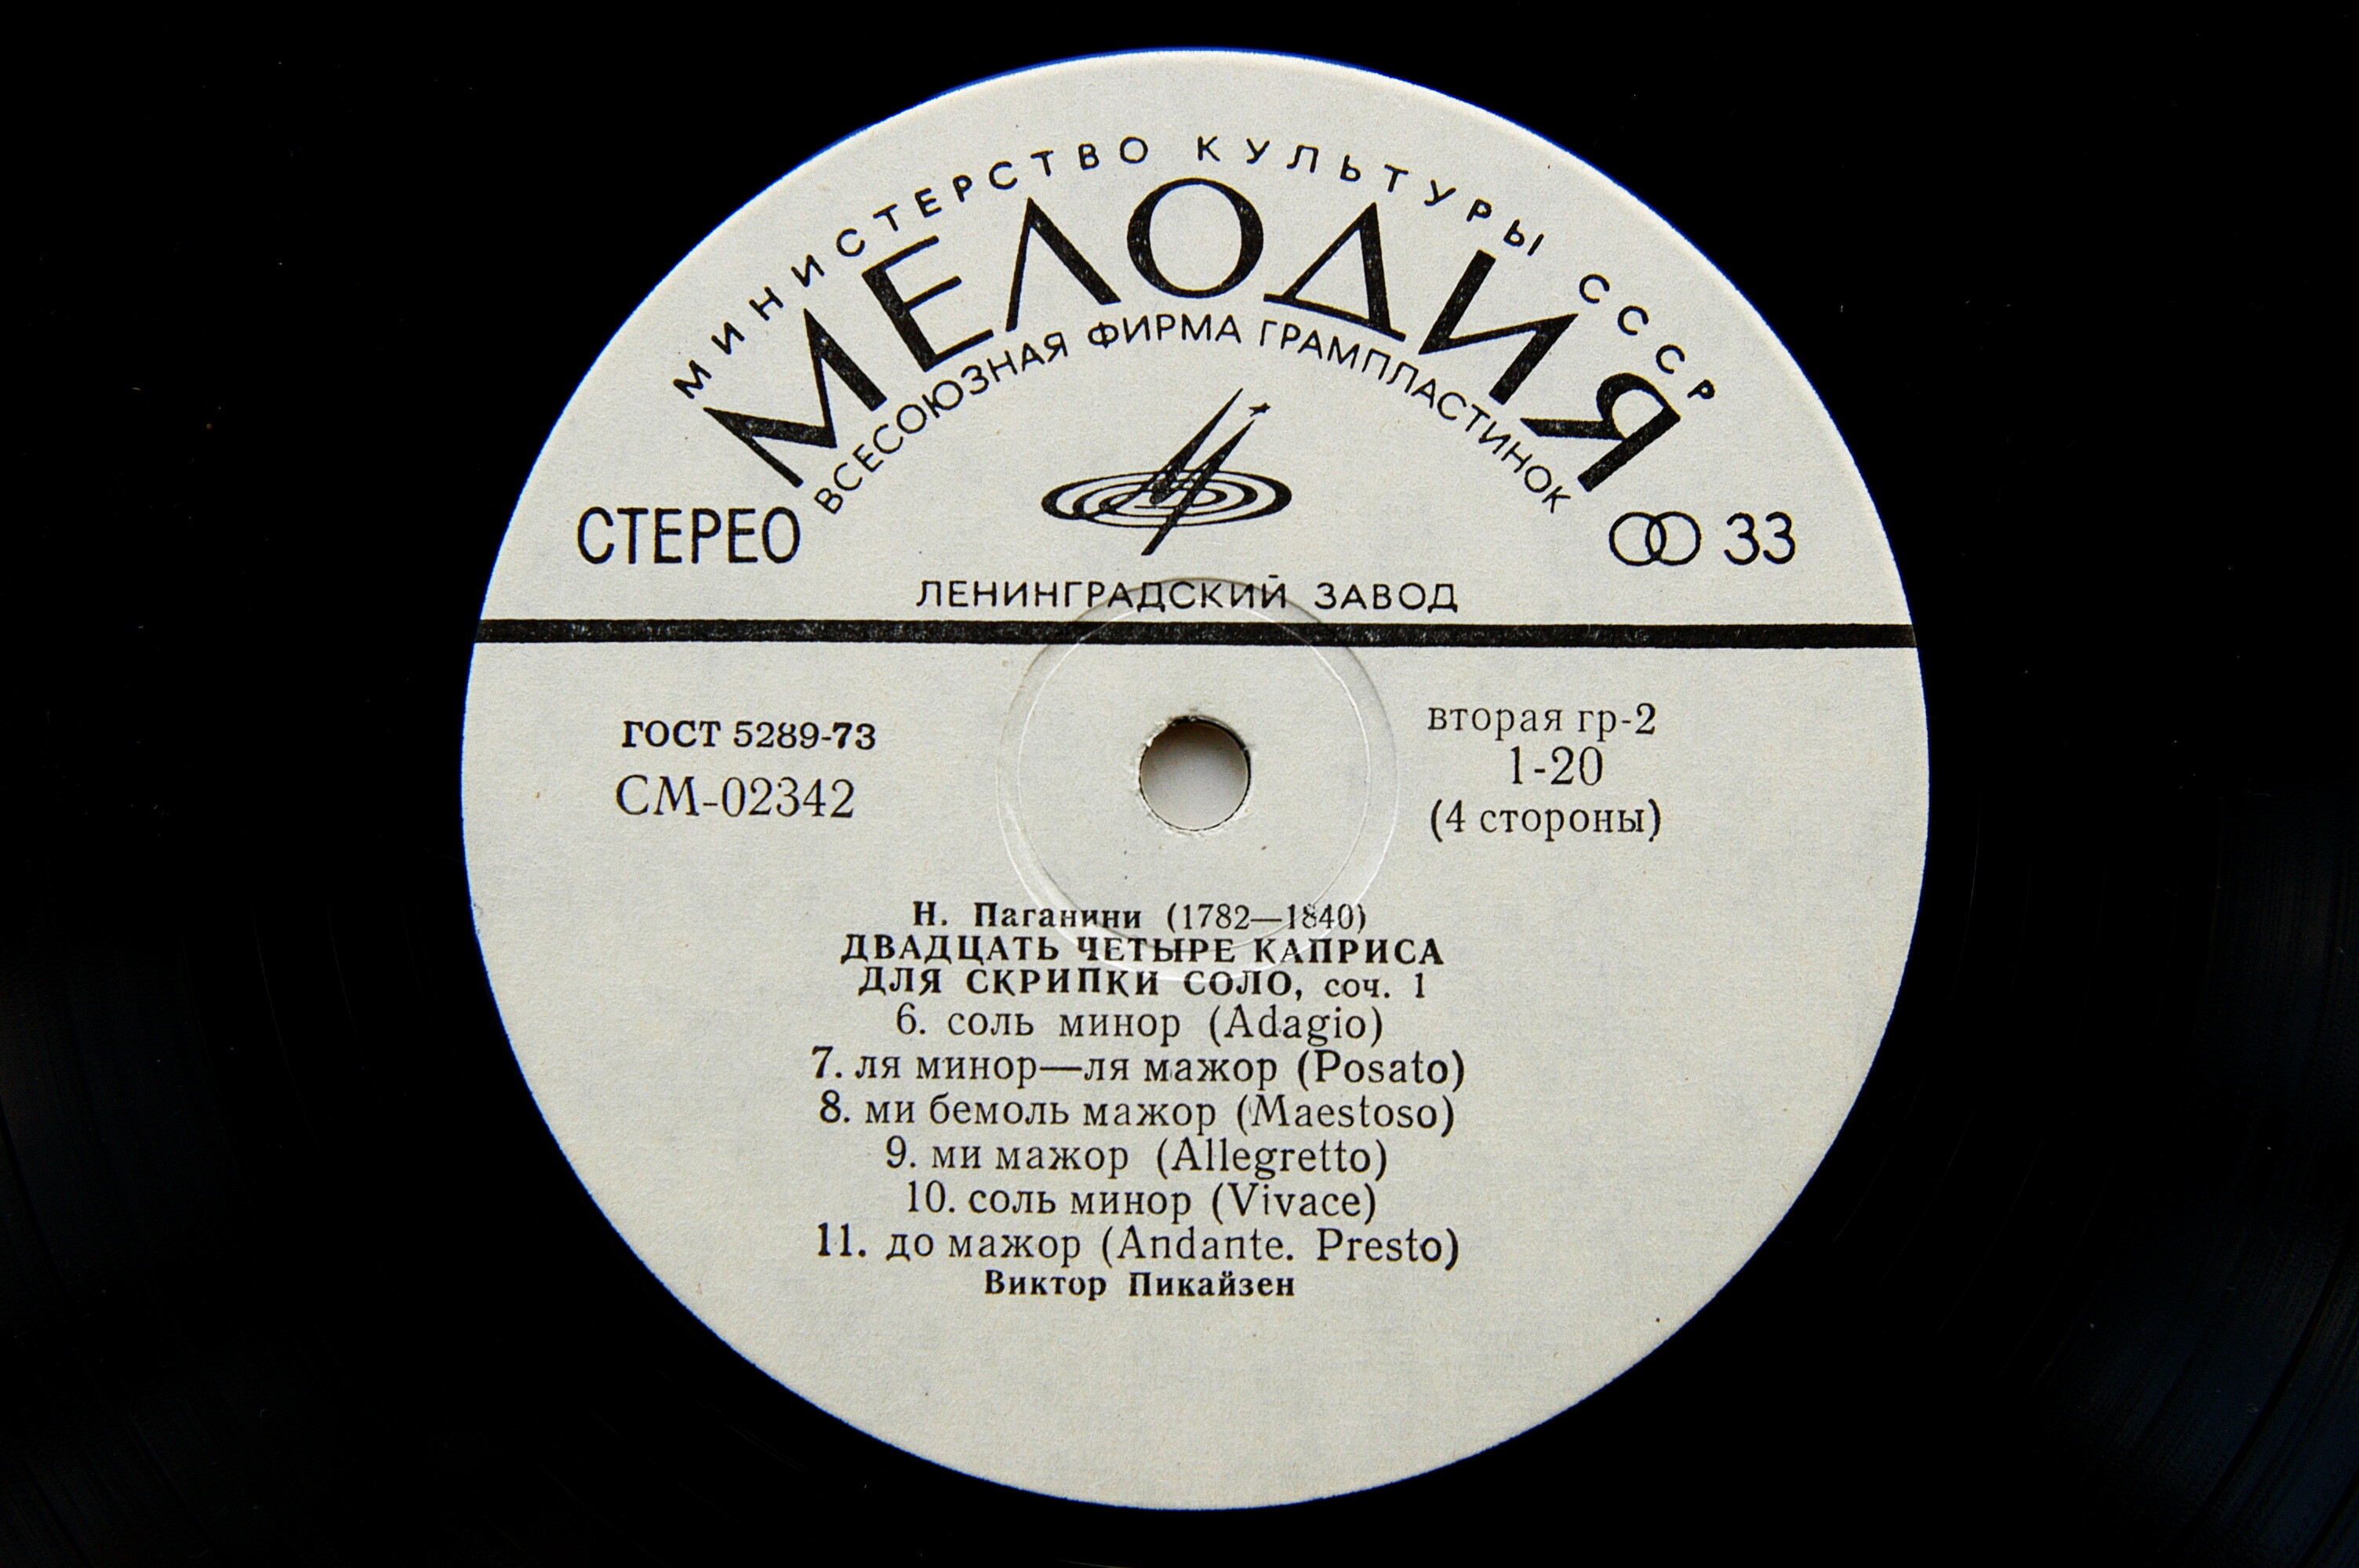 МИНИСТЕРСТВО КУЛЬТУРЫ СССР
МЕЛОДИЯ
ВСЕСОЮЗНАЯ ФИРМА ГРАМПЛАСТИНОК
СТЕРЕО
33
ЛЕНИНГРАДСКИЙ ЗАВОД
ГОСТ 5289-73
СМ-02342
вторая гр-2
1-20
(4 стороны)
Н. Паганини (1782—1840)
ДВАДЦАТЬ ЧЕТЫРЕ КАПРИСА
ДЛЯ СКРИПКИ СОЛО, соч. 1
6. соль минор (Adagio)
7. ля минор—ля мажор (Posato)
8. ми бемоль мажор (Maestoso)
9. ми мажор (Allegretto)
10. соль минор (Vivace)
11. до мажор (Andante. Presto)
Виктор Пикайзен